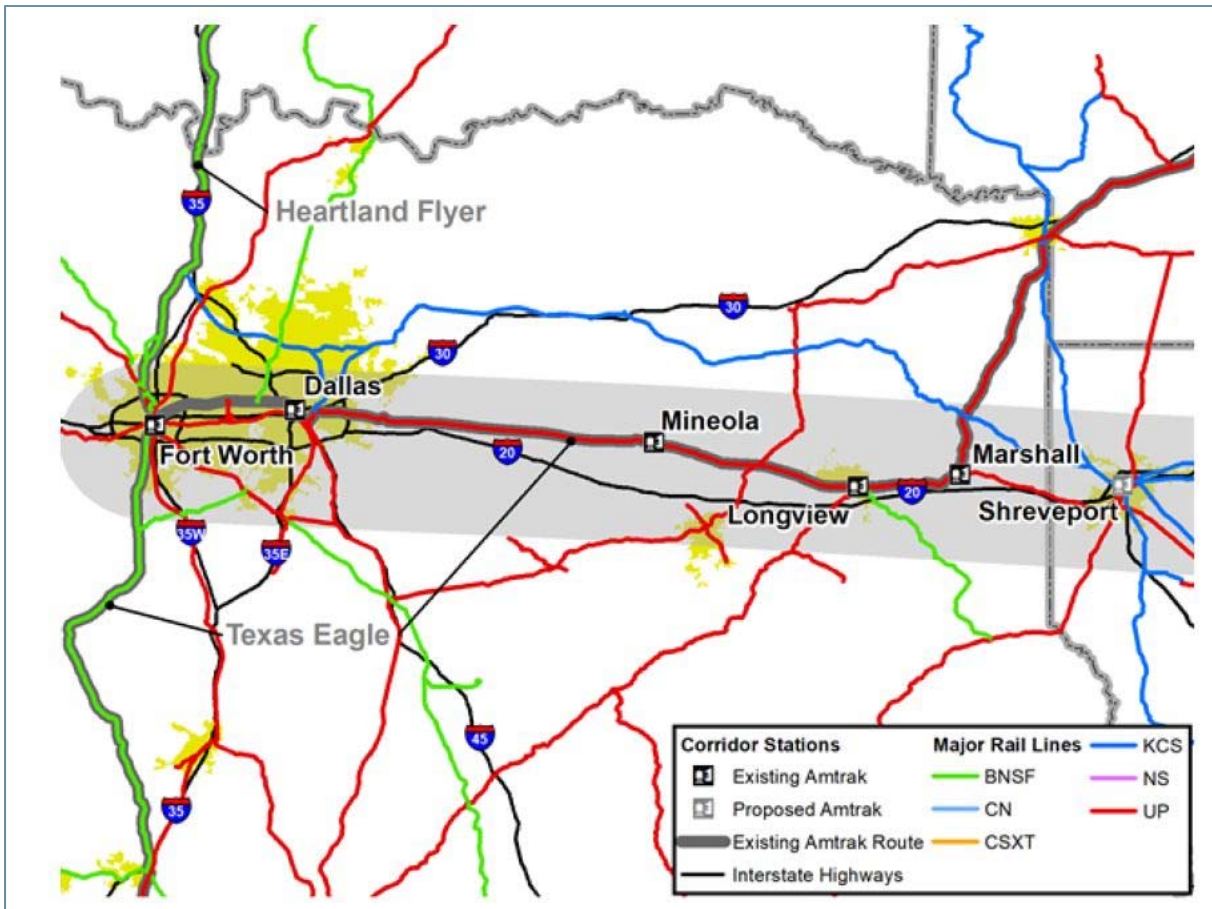 35
Heartland Flyer
30
30
Dallas
Mineola
Fort Worth
20
Marshall
20
Longview
Shreveport
35W
35E
Texas Eagle
45
35
Corridor Stations
Existing Amtrak
Proposed Amtrak
Existing Amtrak Route
Interstate Highways
Major Rail Lines
BNSF
CN
CSXT
KCS
NS
UP